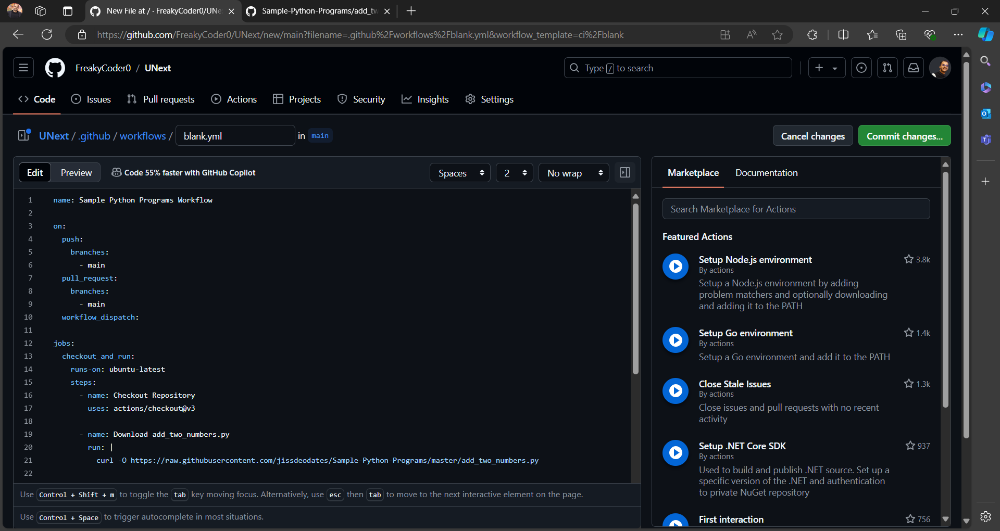 New File at / · FreakyCoder0/UNe
Sample-Python-Programs/add_tw
https://github.com/FreakyCoder0/UNext/new/main?filename=.github%2Fworkflows%2Fblank.yml&workflow_template=ci%2Fblank
FreakyCoder0 / UNext
Type / to search
Code Issues Pull requests Actions Projects Security Insights Settings
UNext / .github / workflows / blank.yml in main
Cancel changes Commit changes...
Edit Preview Code 55% faster with GitHub Copilot Spaces 2 No wrap
1 name: Sample Python Programs Workflow
2
3 on:
4 push:
5 branches:
6 - main
7 pull_request:
8 branches:
9 - main
10 workflow_dispatch:
11
12 jobs:
13 checkout_and_run:
14 runs-on: ubuntu-latest
15 steps:
16 - name: Checkout Repository
17 uses: actions/checkout@v3
18
19 - name: Download add_two_numbers.py
20 run: |
21 curl -O https://raw.githubusercontent.com/jissdeodates/Sample-Python-Programs/master/add_two_numbers.py
22
Use Control + Shift + m to toggle the tab key moving focus. Alternatively, use esc then tab to move to the next interactive element on the page.
Use Control + Space to trigger autocomplete in most situations.
Marketplace Documentation
Search Marketplace for Actions
Featured Actions
Setup Node.js environment 3.8k
By actions
Setup a Node.js environment by adding
problem matchers and optionally downloading
and adding it to the PATH
Setup Go environment 1.4k
By actions
Setup a Go environment and add it to the PATH
Close Stale Issues 1.3k
By actions
Close issues and pull requests with no recent
activity
Setup .NET Core SDK 937
By actions
Used to build and publish .NET source. Set up a
specific version of the .NET and authentication
to private NuGet repository
First interaction 756